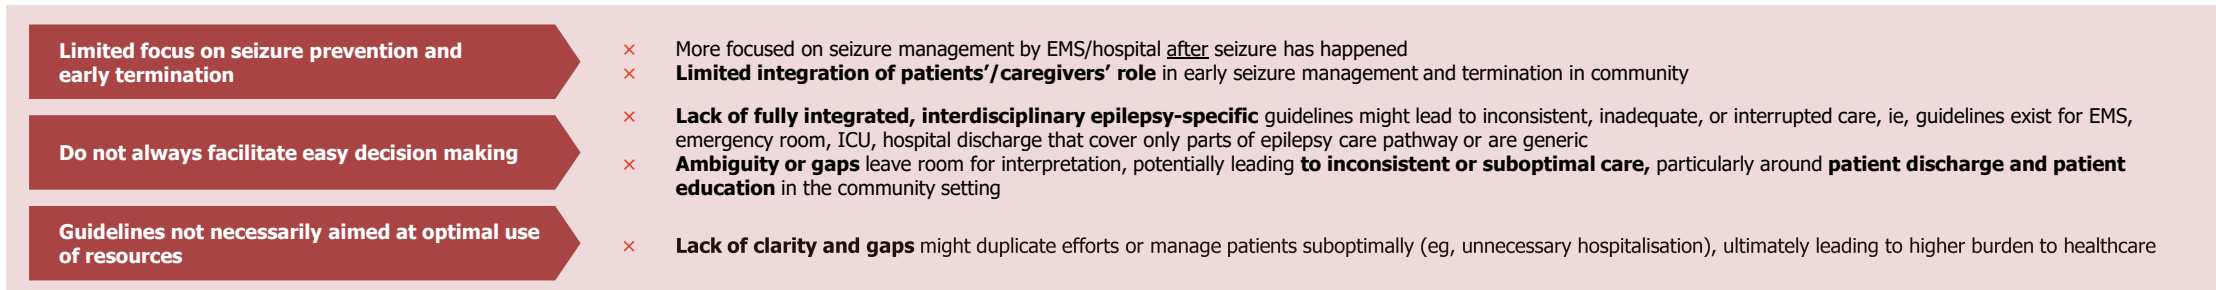 Limited focus on seizure prevention and
early termination
× More focused on seizure management by EMS/hospital after seizure has happened
× Limited integration of patients’/caregivers’ role in early seizure management and termination in community
Do not always facilitate easy decision making
× Lack of fully integrated, interdisciplinary epilepsy-specific guidelines might lead to inconsistent, inadequate, or interrupted care, ie, guidelines exist for EMS,
emergency room, ICU, hospital discharge that cover only parts of epilepsy care pathway or are generic
× Ambiguity or gaps leave room for interpretation, potentially leading to inconsistent or suboptimal care, particularly around patient discharge and patient
education in the community setting
Guidelines not necessarily aimed at optimal use
of resources
× Lack of clarity and gaps might duplicate efforts or manage patients suboptimally (eg, unnecessary hospitalisation), ultimately leading to higher burden to healthcare